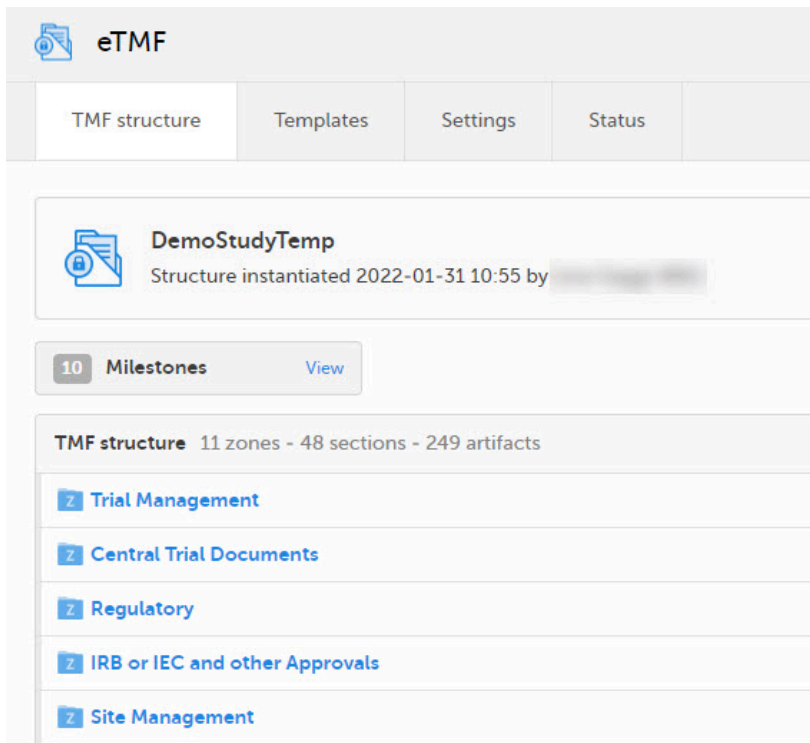 eTMF
TMF structure Templates Settings Status
DemoStudyTemp
Structure instantiated 2022-01-31 10:55 by
10 Milestones View
TMF structure 11 zones - 48 sections - 249 artifacts
Z Trial Management
Z Central Trial Documents
Z Regulatory
Z IRB or IEC and other Approvals
Z Site Management